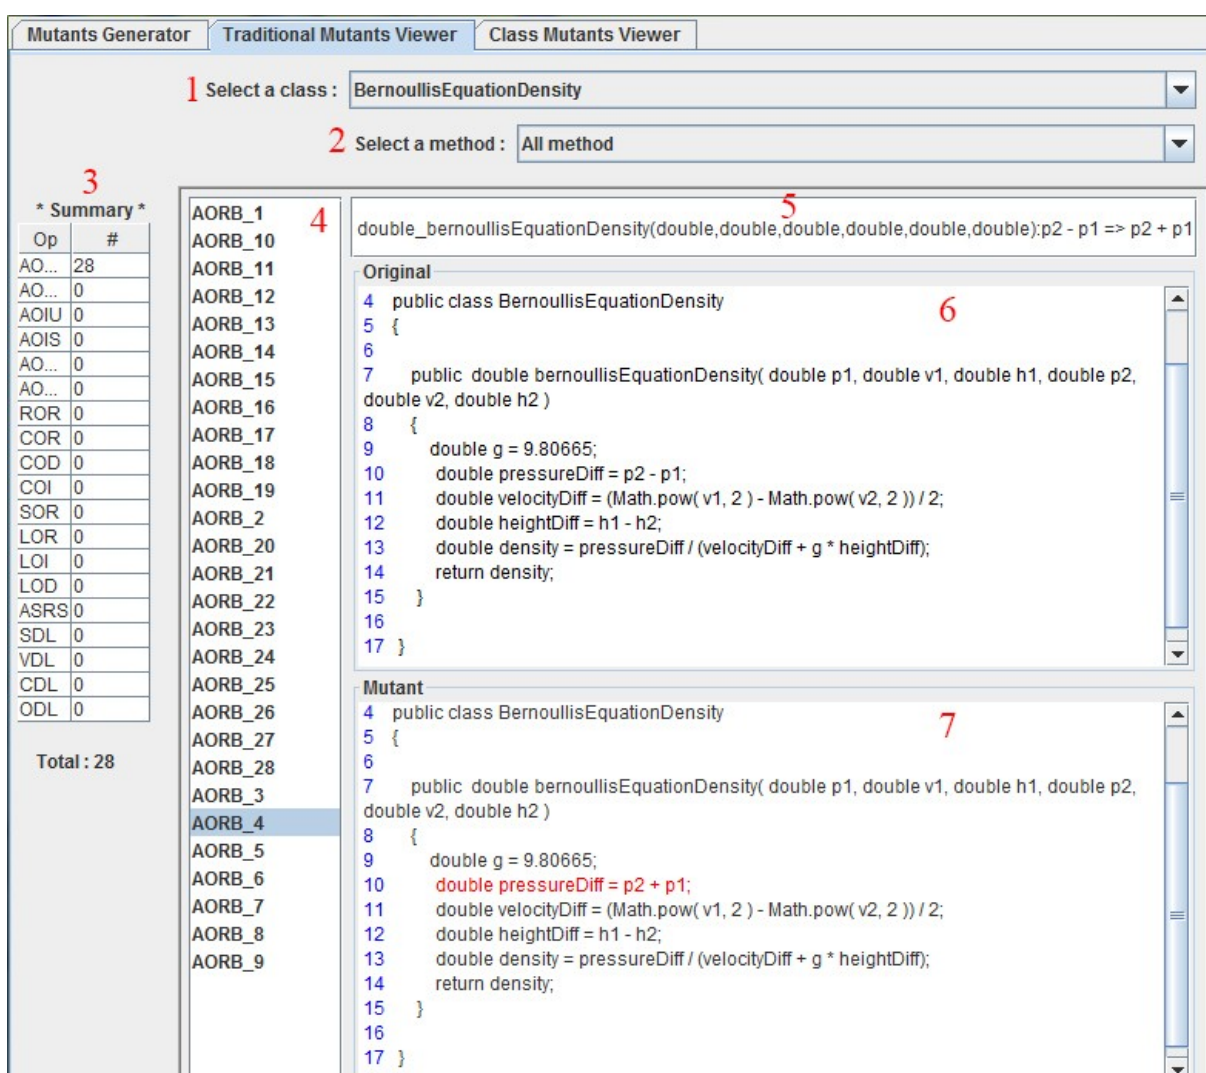 Mutants Generator Traditional Mutants Viewer Class Mutants Viewer
1 Select a class : BernoullisEquationDensity
2 Select a method : All method
3
* Summary *
Op #
AO... 28
AO... 0
AOIU 0
AOIS 0
AO... 0
AO... 0
ROR 0
COR 0
COD 0
COI 0
SOR 0
LOR 0
LOI 0
LOD 0
ASRS 0
SDL 0
VDL 0
CDL 0
ODL 0
Total : 28
4
AORB_1
AORB_10
AORB_11
AORB_12
AORB_13
AORB_14
AORB_15
AORB_16
AORB_17
AORB_18
AORB_19
AORB_2
AORB_20
AORB_21
AORB_22
AORB_23
AORB_24
AORB_25
AORB_26
AORB_27
AORB_28
AORB_3
AORB_4
AORB_5
AORB_6
AORB_7
AORB_8
AORB_9
5
double_bernoullisEquationDensity(double,double,double,double,double,double):p2 - p1 => p2 + p1
Original
6
4 public class BernoullisEquationDensity
5 {
6
7 public double bernoullisEquationDensity( double p1, double v1, double h1, double p2,
double v2, double h2 )
8 {
9 double g = 9.80665;
10 double pressureDiff = p2 - p1;
11 double velocityDiff = (Math.pow( v1, 2 ) - Math.pow( v2, 2 )) / 2;
12 double heightDiff = h1 - h2;
13 double density = pressureDiff / (velocityDiff + g * heightDiff);
14 return density;
15 }
16
17 }
Mutant
7
4 public class BernoullisEquationDensity
5 {
6
7 public double bernoullisEquationDensity( double p1, double v1, double h1, double p2,
double v2, double h2 )
8 {
9 double g = 9.80665;
10 double pressureDiff = p2 + p1;
11 double velocityDiff = (Math.pow( v1, 2 ) - Math.pow( v2, 2 )) / 2;
12 double heightDiff = h1 - h2;
13 double density = pressureDiff / (velocityDiff + g * heightDiff);
14 return density;
15 }
16
17 }